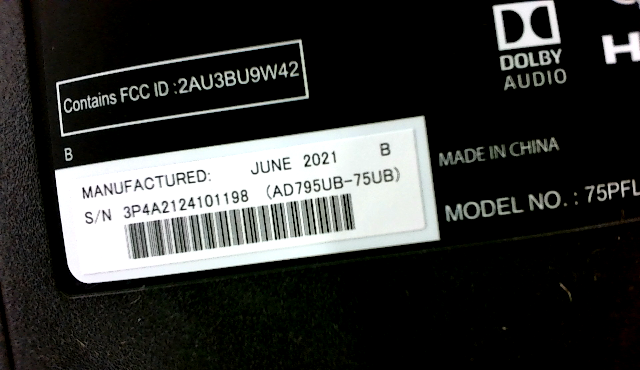 DOLBY
AUDIO
Contains FCC ID :2AU3BU9W42
B
MANUFACTURED: JUNE 2021 B
S/N 3P4A2124101198 (AD795UB-75UB)
MADE IN CHINA
MODEL NO. : 75PFL